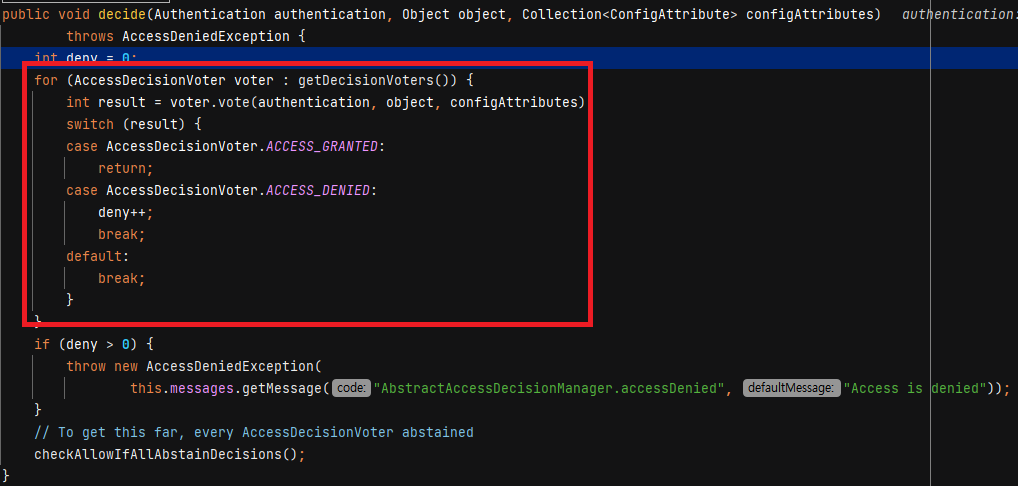 public void decide(Authentication authentication, Object object, Collection<ConfigAttribute> configAttributes) authentication:
throws AccessDeniedException {
int deny = 0;
for (AccessDecisionVoter voter : getDecisionVoters()) {
int result = voter.vote(authentication, object, configAttributes)
switch (result) {
case AccessDecisionVoter.ACCESS_GRANTED:
return;
case AccessDecisionVoter.ACCESS_DENIED:
deny++;
break;
default:
break;
}
}
if (deny > 0) {
throw new AccessDeniedException(
this.messages.getMessage( code: "AbstractAccessDecisionManager.accessDenied", defaultMessage: "Access is denied"));
}
// To get this far, every AccessDecisionVoter abstained
checkAllowIfAllAbstainDecisions();
}